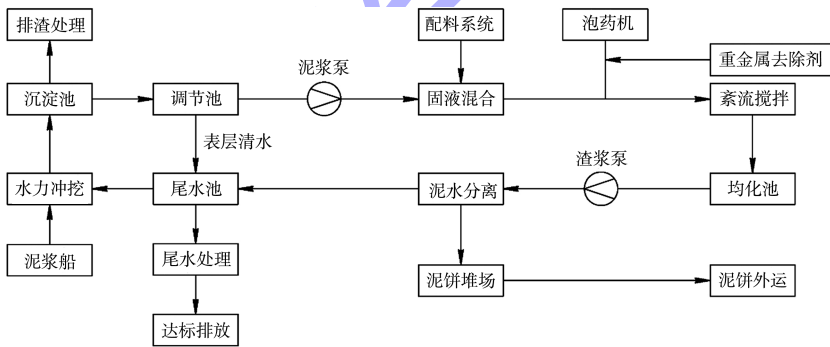 排渣处理
配料系统
泡药机
重金属去除剂
泥浆泵
沉淀池
调节池
固液混合
紊流搅拌
表层清水
渣浆泵
水力冲挖
尾水池
泥水分离
均化池
泥浆船
尾水处理
泥饼堆场
泥饼外运
达标排放